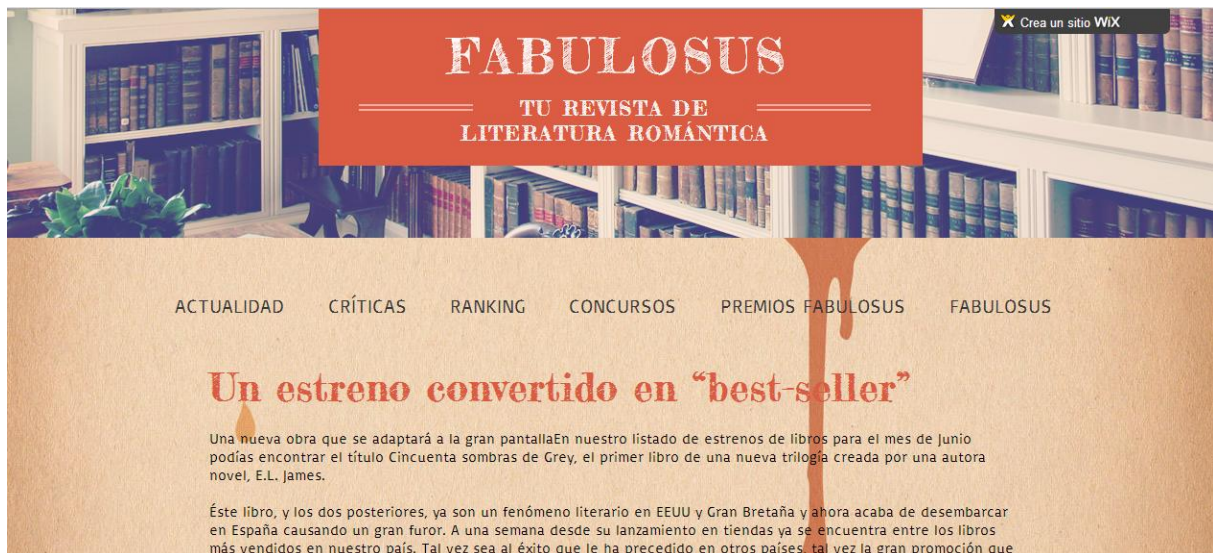 Crea un sitio WiX
FABULOSUS
TU REVISTA DE
LITERATURA ROMÁNTICA
ACTUALIDAD CRÍTICAS RANKING CONCURSOS PREMIOS FABULOSUS FABULOSUS
Un estreno convertido en “best-seller”
Una nueva obra que se adaptará a la gran pantallaEn nuestro listado de estrenos de libros para el mes de Junio
podías encontrar el título Cincuenta sombras de Grey, el primer libro de una nueva trilogía creada por una autora
novel, E.L. James.
Éste libro, y los dos posteriores, ya son un fenómeno literario en EEUU y Gran Bretaña y ahora acaba de desembarcar
en España causando un gran furor. A una semana desde su lanzamiento en tiendas ya se encuentra entre los libros
más vendidos en nuestro país. Tal vez sea al éxito que le ha precedido en otros países, tal vez la gran promoción que